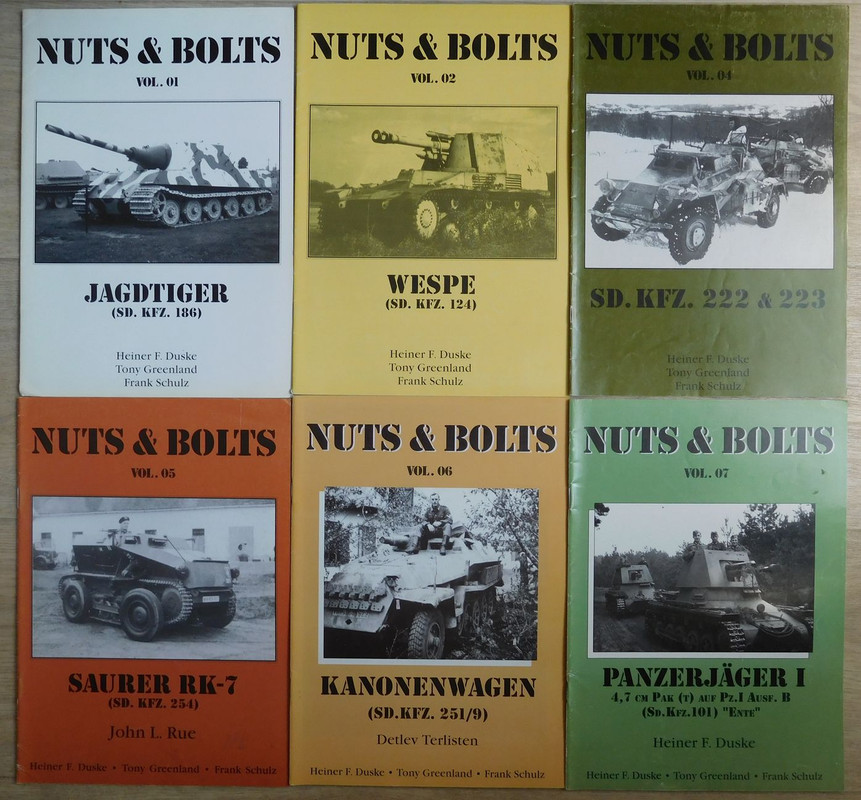 NUTS & BOLTS
VOL. 01
JAGDTIGER
(SD. KFZ. 186)
Heiner F. Duske
Tony Greenland
Frank Schulz
NUTS & BOLTS
VOL. 02
WESPE
(SD. KFZ. 124)
Heiner F. Duske
Tony Greenland
Frank Schulz
NUTS & BOLTS
VOL. 04
SD. KFZ. 222 & 223
Heiner F. Duske
Tony Greenland
Frank Schulz
NUTS & BOLTS
VOL. 05
SAURER RK-7
(SD. KFZ. 254)
John L. Rue
Heiner F. Duske • Tony Greenland • Frank Schulz
NUTS & BOLTS
VOL. 06
KANONENWAGEN
(SD.KFZ. 251/9)
Detlev Terlisten
Heiner F. Duske • Tony Greenland • Frank Schulz
NUTS & BOLTS
VOL. 07
PANZERJÄGER I
4,7 CM PAK (T) AUF PZ.I AUSF. B
(SD.KFZ.101) "ENTE"
Heiner F. Duske
Heiner F. Duske • Tony Greenland • Frank Schulz